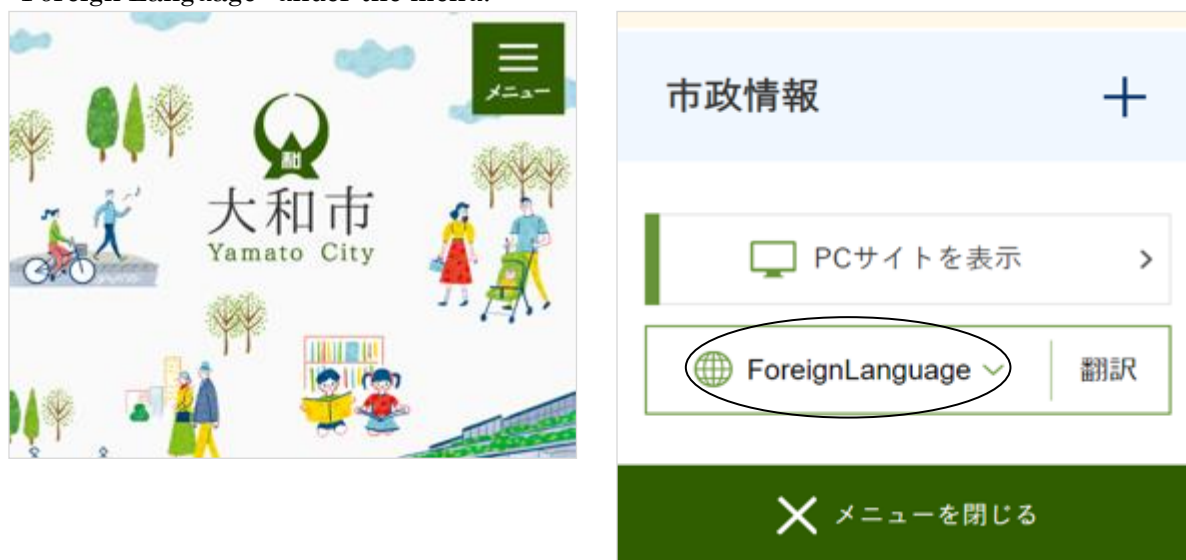 "Foreign Language" under the menu.
メニュー
大和市
Yamato City
市政情報
PCサイトを表示
ForeignLanguage
翻訳
メニューを閉じる